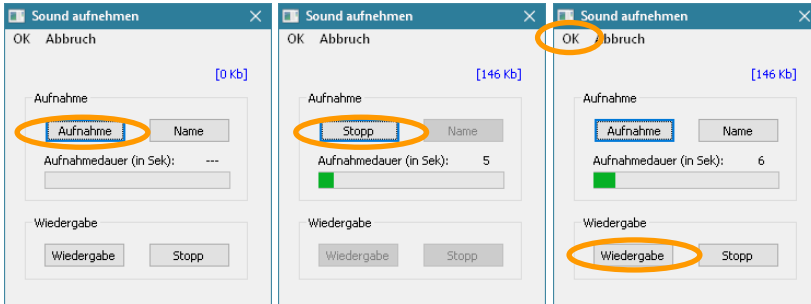 Sound aufnehmen
OK Abbruch
[0 Kb]
Aufnahme
Aufnahme Name
Aufnahmedauer (in Sek): ---
Wiedergabe
Wiedergabe Stopp
Sound aufnehmen
OK Abbruch
[146 Kb]
Aufnahme
Stopp Name
Aufnahmedauer (in Sek): 5
Wiedergabe
Wiedergabe Stopp
Sound aufnehmen
OK Abbruch
[146 Kb]
Aufnahme
Aufnahme Name
Aufnahmedauer (in Sek): 6
Wiedergabe
Wiedergabe Stopp